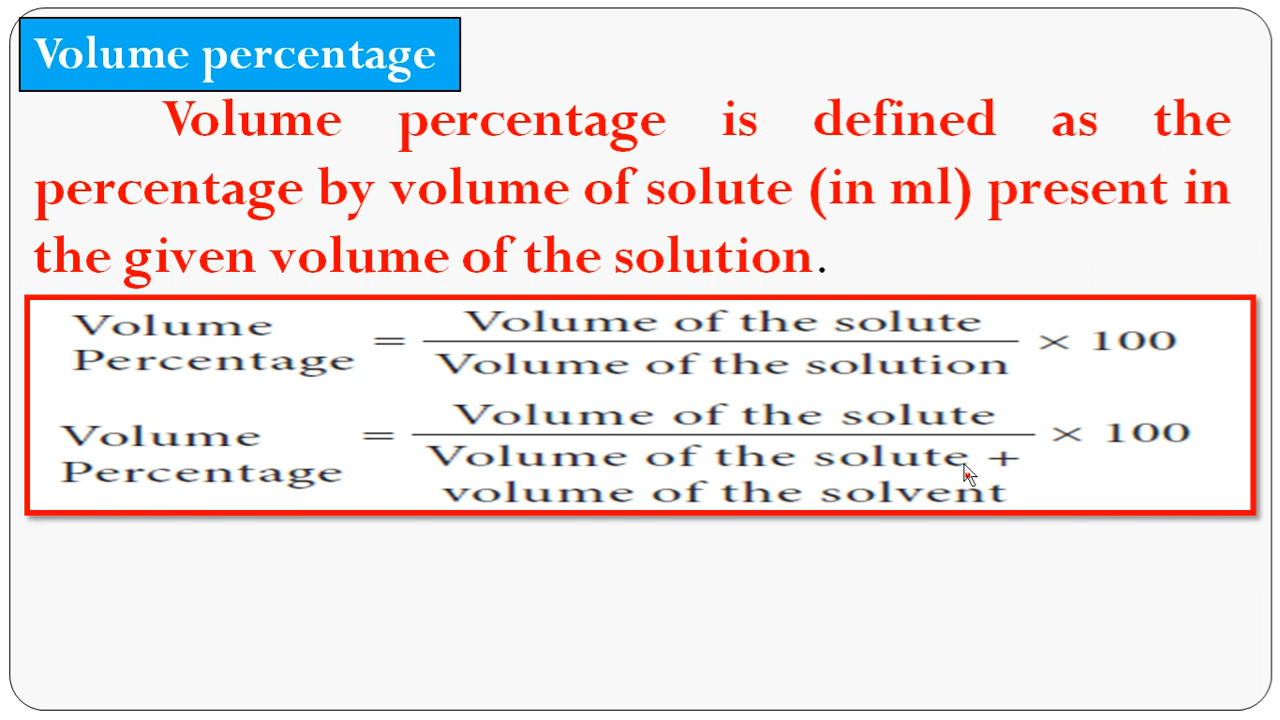 Volume percentage
Volume percentage is defined as the
percentage by volume of solute (in ml) present in
the given volume of the solution.
Volume
Percentage = Volume of the solute
Volume of the solution × 100
Volume
Percentage = Volume of the solute
Volume of the solute +
volume of the solvent × 100